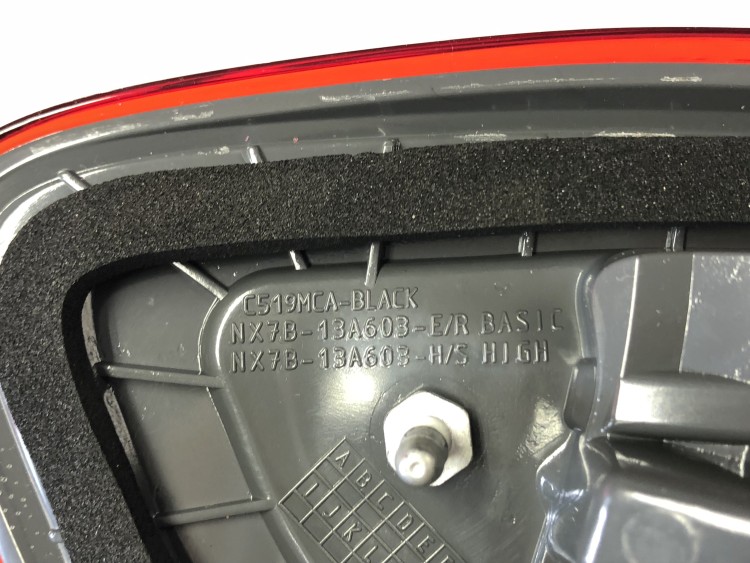 C519MCA-BLACK
NX7B-13A603-E/R BASIC
NX7B-13A603-H/S HIGH
A B C D E F
I J K L